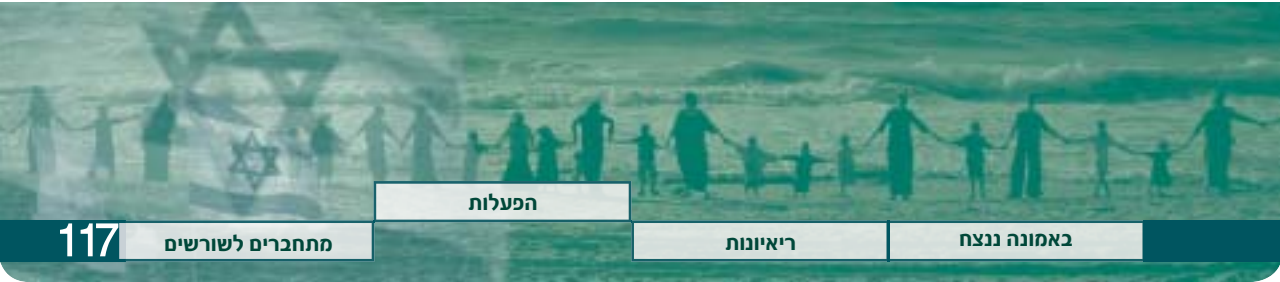 הפעלות
באמונה ננצח
ריאיונות
מתחברים לשורשים
117